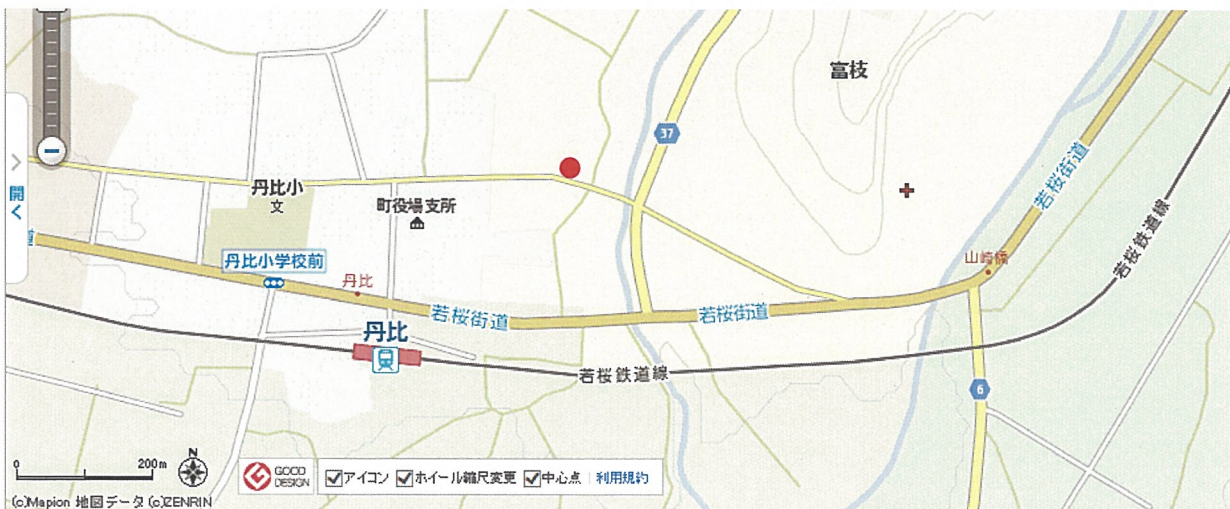 富枝
37
開く
丹比小
文
町役場支所
若桜街道
若桜鉄道線
丹比小学校前
山崎橋
丹比
道
若桜街道
若桜街道
丹比
若桜鉄道線
6
0 200m
N
GOOD DESIGN
アイコン ホイール縮尺変更 中心点 利用規約
(c)Mapion 地図データ (c)ZENRIN